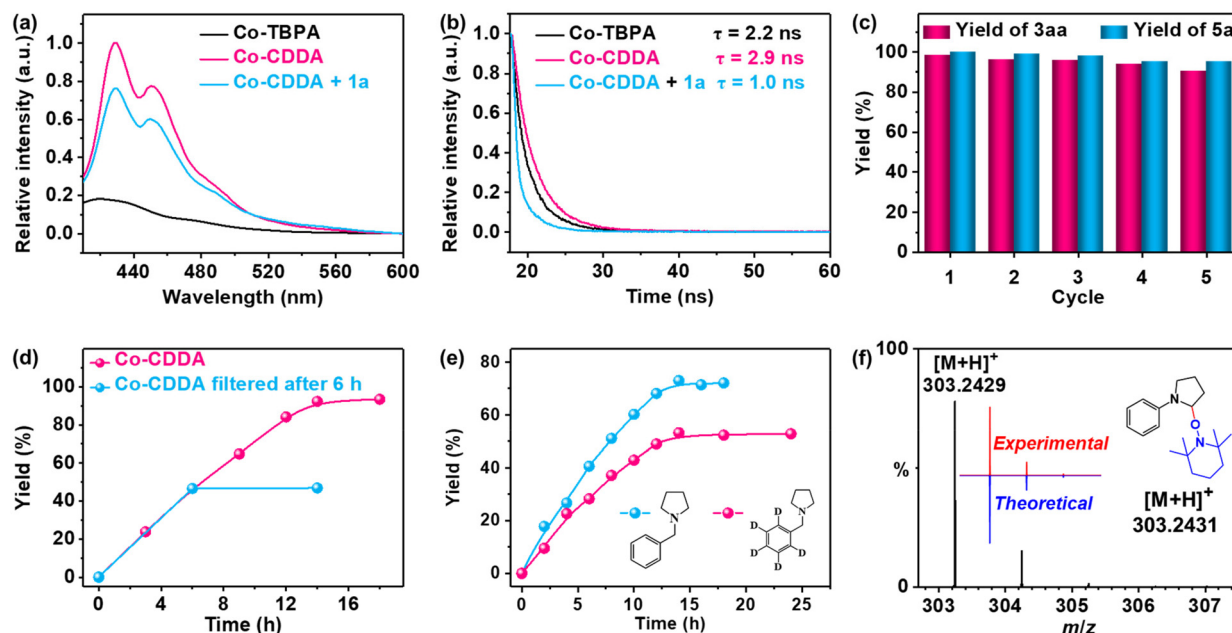 (a)
Co-TBPA
Co-CDDA
Co-CDDA + 1a
Relative intensity (a.u.)
1.0
0.8
0.6
0.4
0.2
0.0
440 480 520 560 600
Wavelength (nm)
(b)
Co-TBPA τ = 2.2 ns
Co-CDDA τ = 2.9 ns
Co-CDDA + 1a τ = 1.0 ns
Relative intensity (a.u.)
1.0
0.8
0.6
0.4
0.2
0.0
20 30 40 50 60
Time (ns)
(c)
Yield of 3aa Yield of 5a
Yield (%)
100
80
60
40
20
0
1 2 3 4 5
Cycle
(d)
Co-CDDA
Co-CDDA filtered after 6 h
Yield (%)
100
80
60
40
20
0
0 4 8 12 16
Time (h)
(e)
Yield (%)
80
60
40
20
0
N
N
D D
D D
D
0 5 10 15 20 25
Time (h)
(f)
100
%
0
[M+H]+
303.2429
Experimental
Theoretical
N
O
N
[M+H]+
303.2431
303 304 305 306 307
m/z